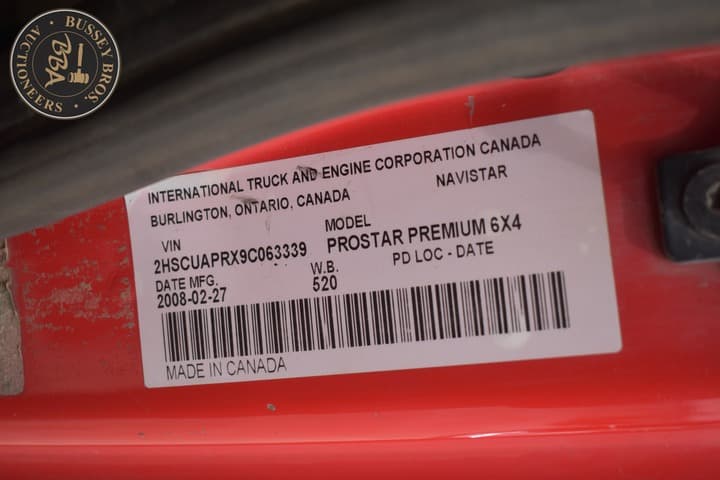 BUSSEY BROS.
BBA
AUCTIONEERS
INTERNATIONAL TRUCK AND ENGINE CORPORATION CANADA
BURLINGTON, ONTARIO, CANADA NAVISTAR
VIN MODEL
2HSCUAPRX9C063339 PROSTAR PREMIUM 6X4
DATE MFG. W.B. PD LOC - DATE
2008-02-27 520
MADE IN CANADA